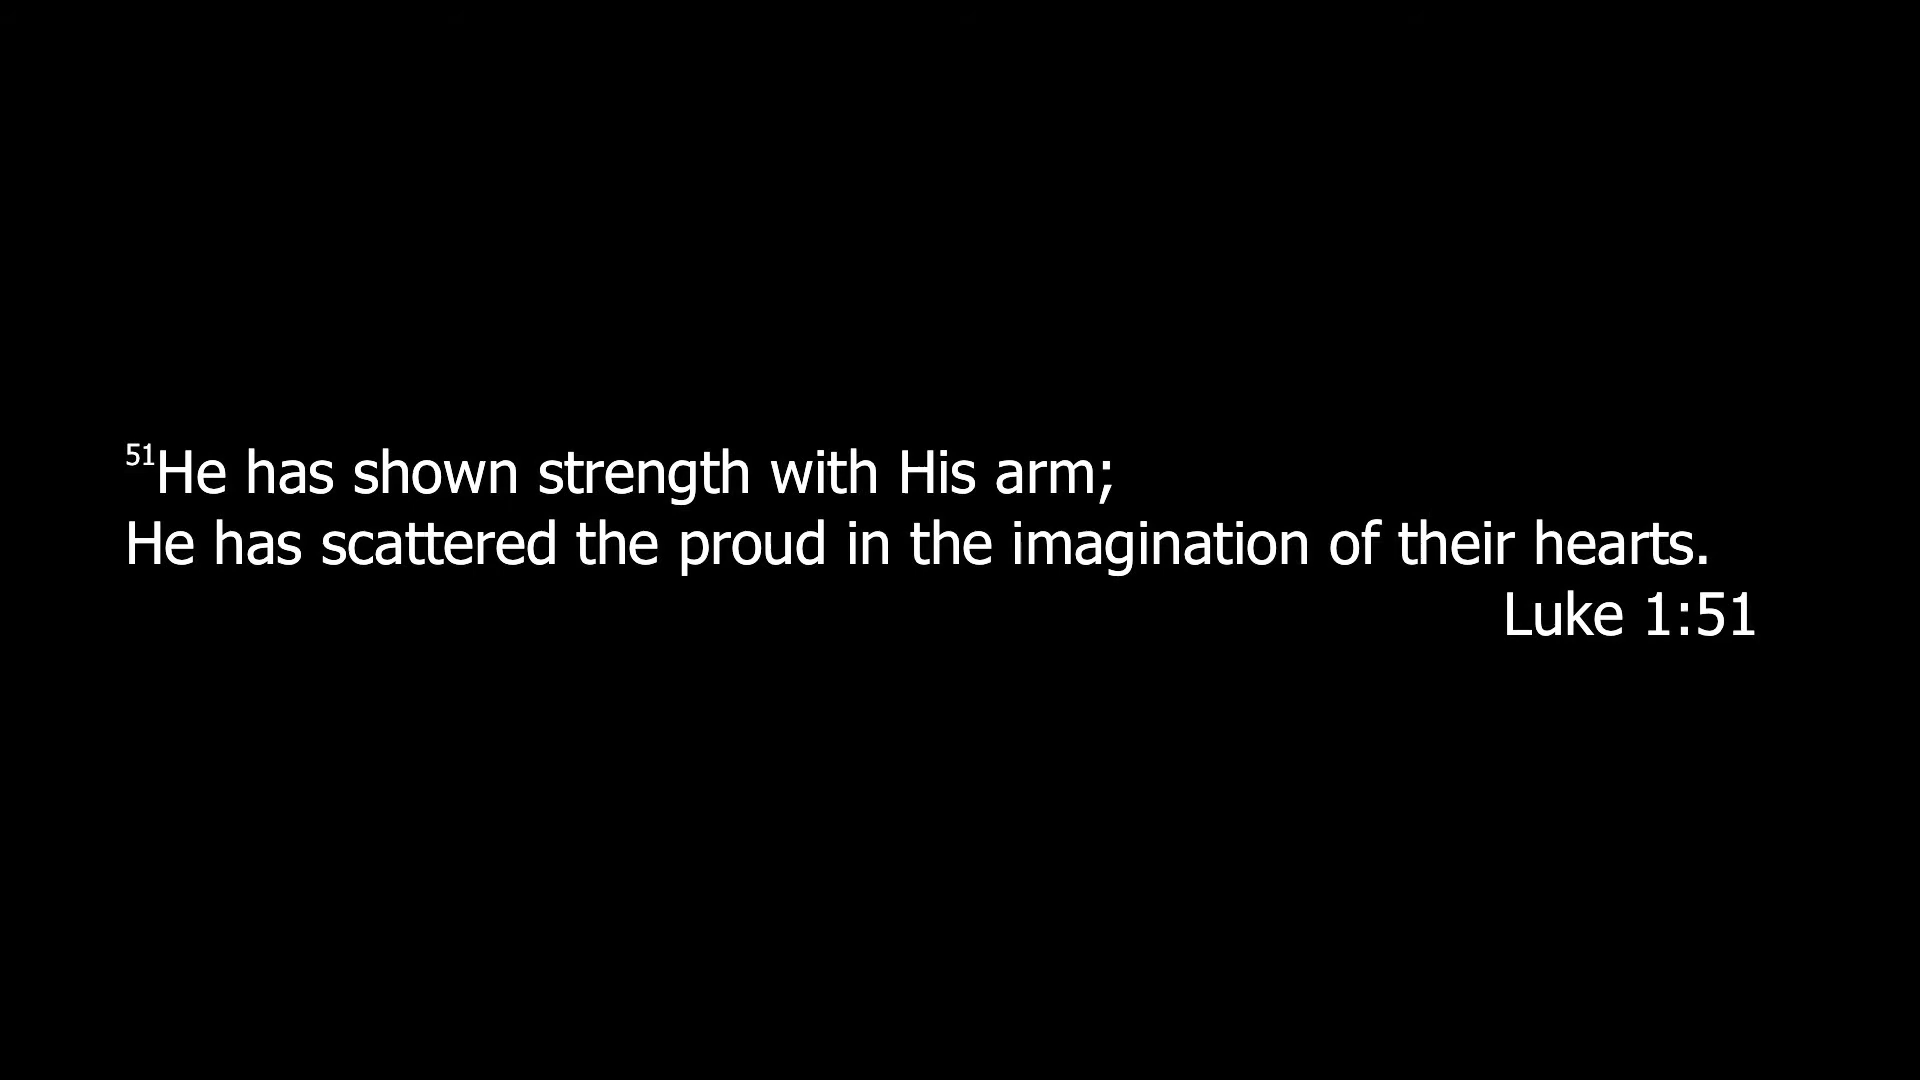 51He has shown strength with His arm;
He has scattered the proud in the imagination of their hearts.
Luke 1:51